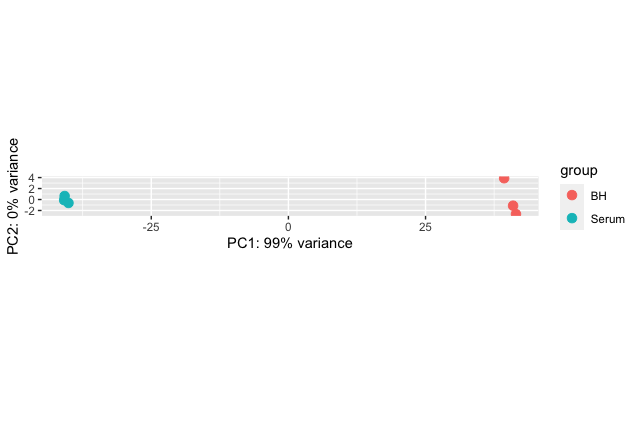 PC2: 0% variance
4
2
0
-2
-25
0
25
PC1: 99% variance
group
BH
Serum